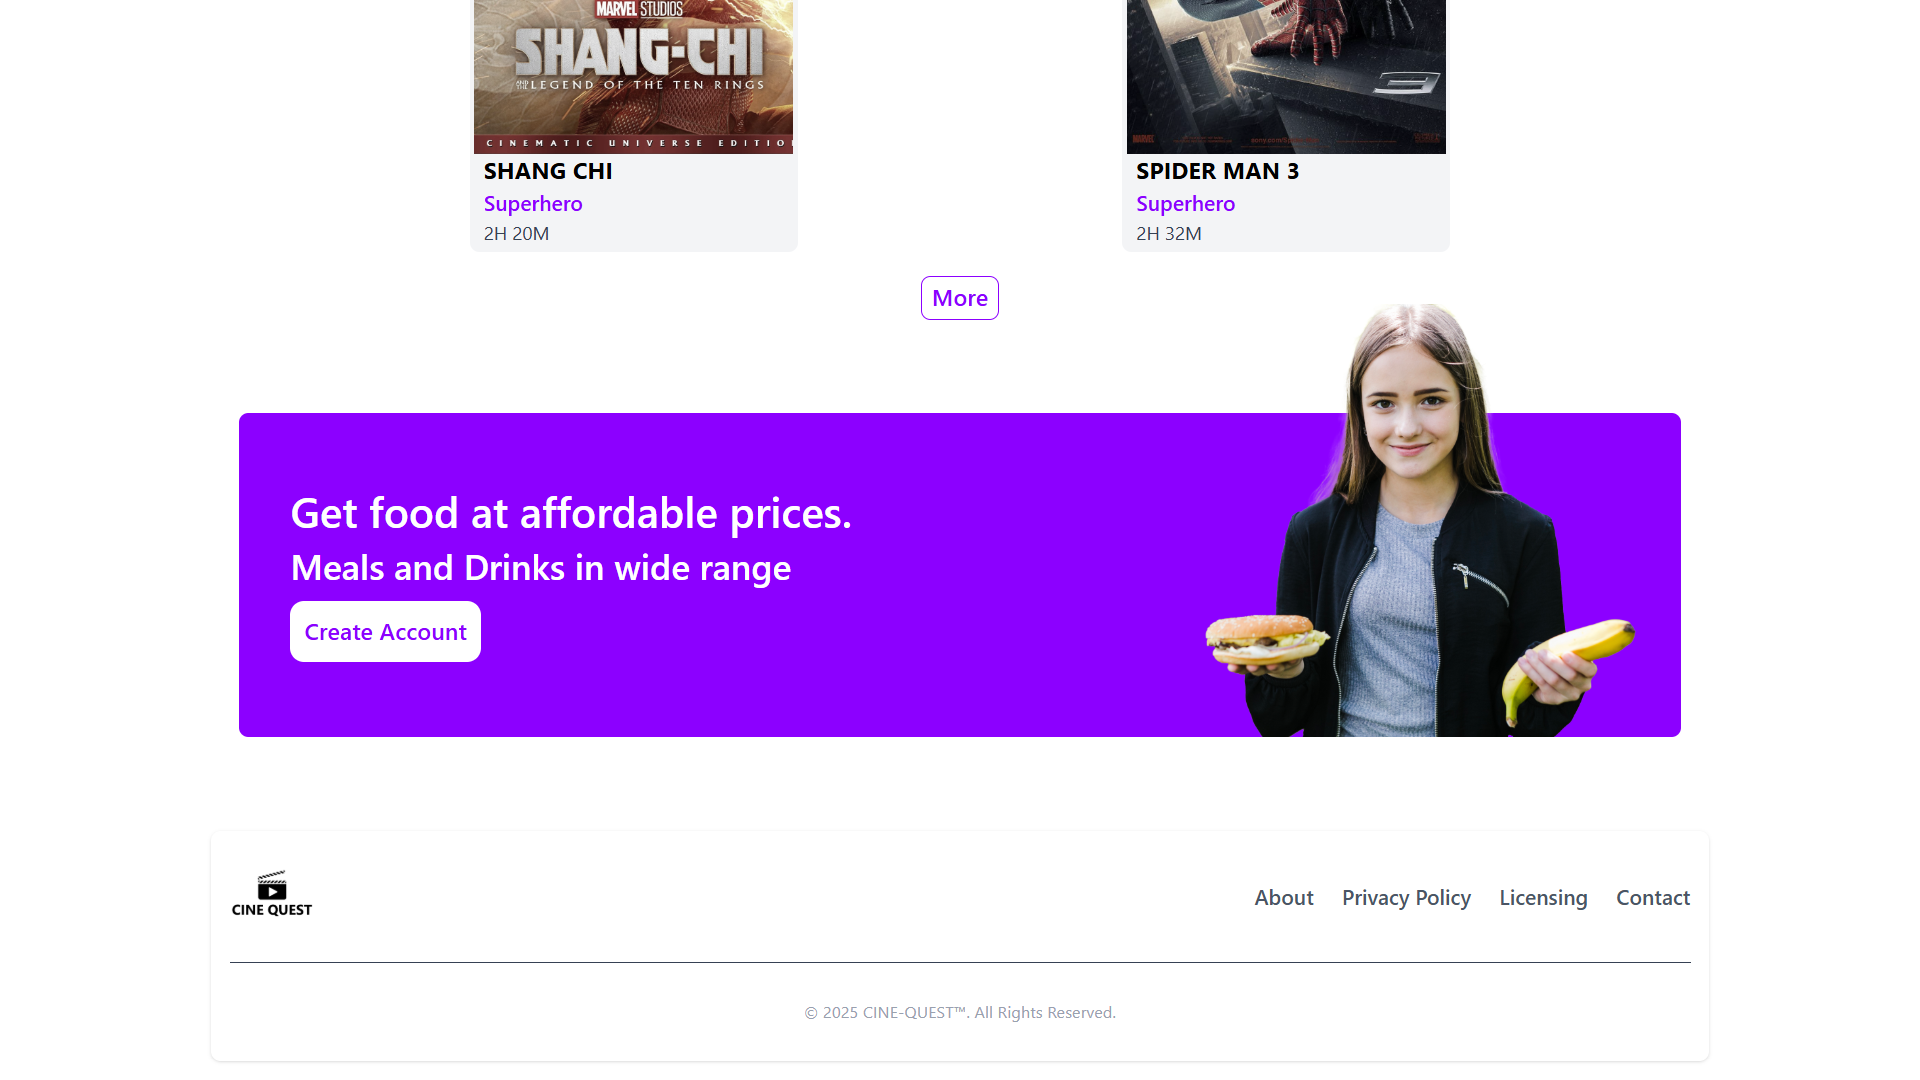 MARVEL STUDIOS
SHANG-CHI
AND THE LEGEND OF THE TEN RINGS
CINEMATIC UNIVERSE EDITIO
3
MARVEL
SHANG CHI
Superhero
2H 20M
SPIDER MAN 3
Superhero
2H 32M
More
Get food at affordable prices.
Meals and Drinks in wide range
Create Account
CINE QUEST
About
Privacy Policy
Licensing
Contact
© 2025 CINE-QUEST™. All Rights Reserved.